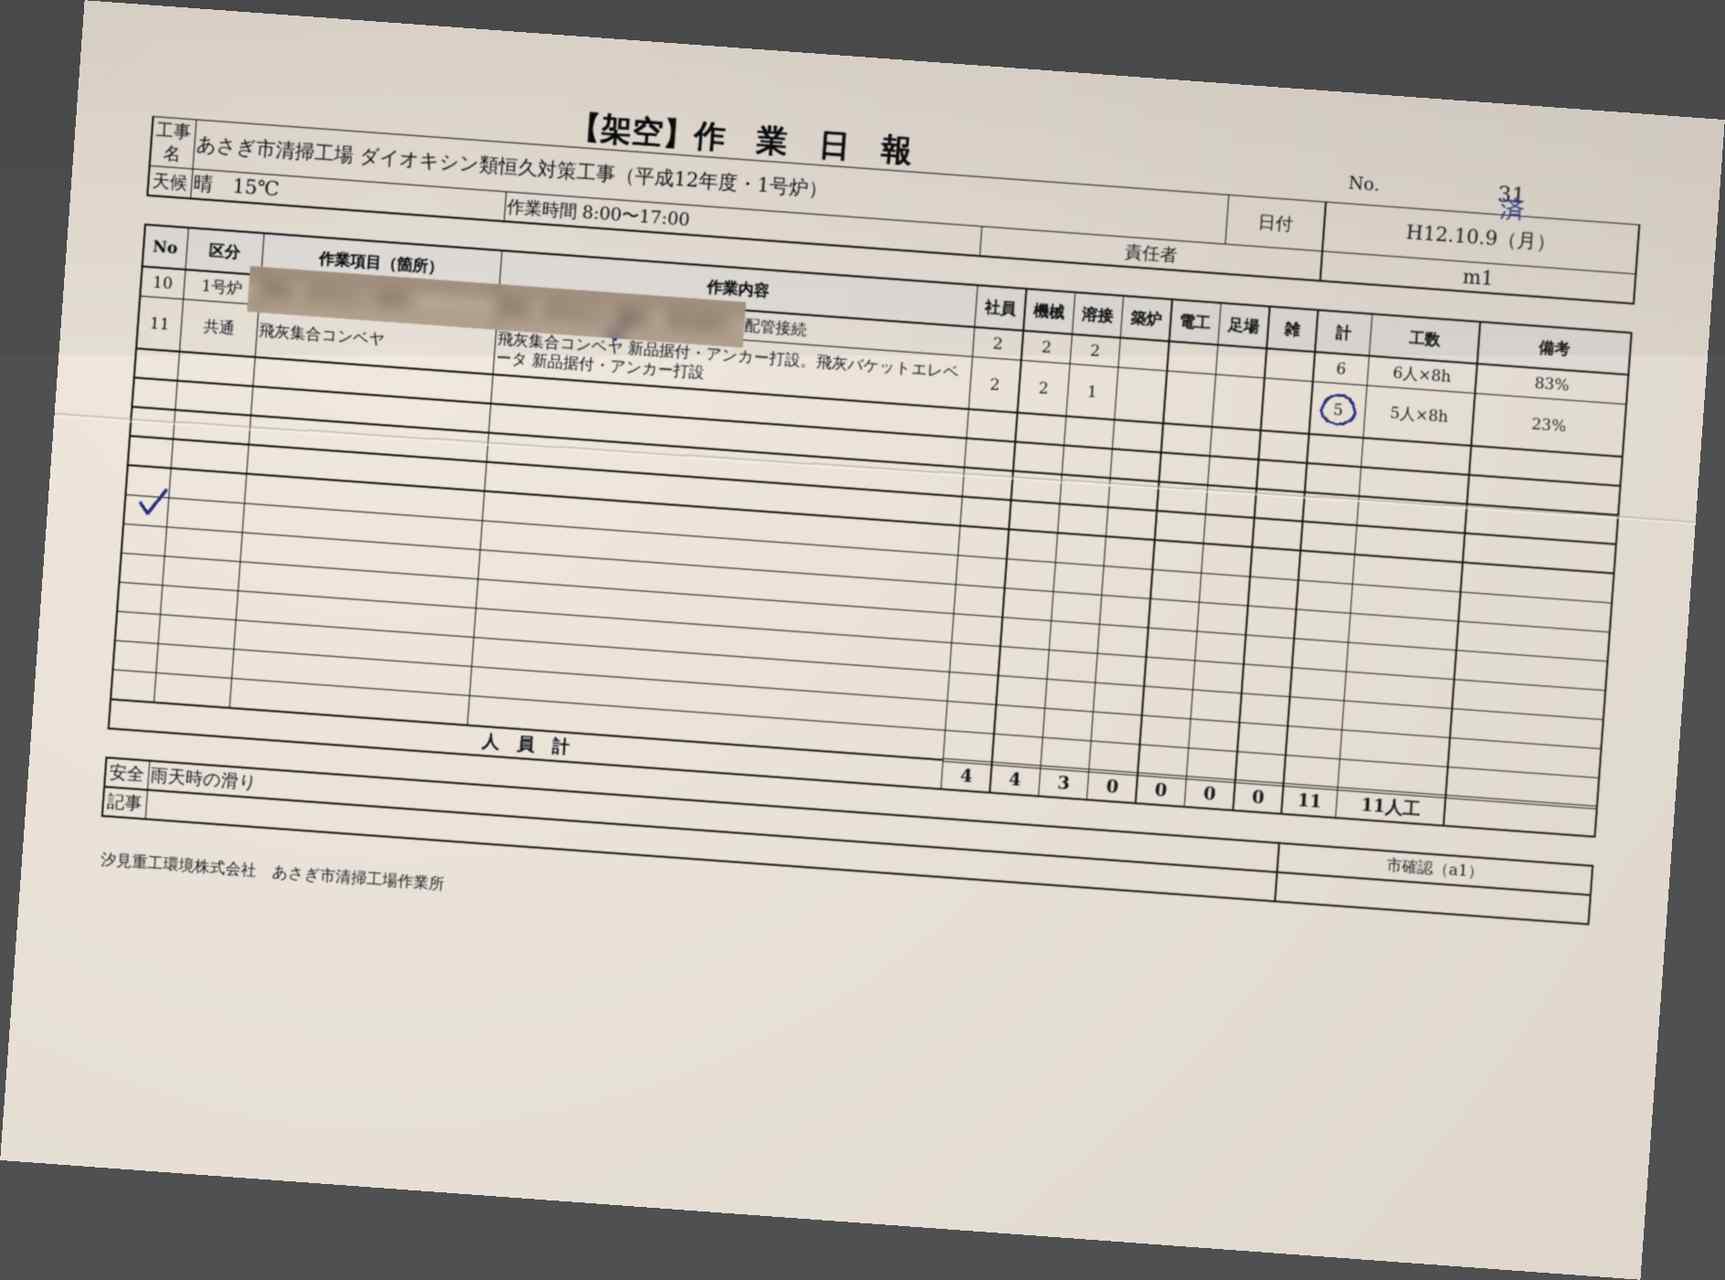 【架空】作 業 日 報
No. 31
済
工事名 あさぎ市清掃工場 ダイオキシン類恒久対策工事（平成12年度・1号炉） 日付 H12.10.9（月）
天候 晴 15℃ 作業時間 8:00〜17:00 責任者 m1
No 区分 作業項目（箇所） 作業内容 社員 機械 溶接 築炉 電工 足場 雑 計 工数 備考
10 1号炉 配管接続 2 2 2 6 6人×8h 83%
11 共通 飛灰集合コンベヤ 飛灰集合コンベヤ 新品据付・アンカー打設。飛灰バケットエレベ
ータ 新品据付・アンカー打設 2 2 1 5 5人×8h 23%
人 員 計 4 4 3 0 0 0 0 11 11人工
安全 雨天時の滑り 市確認（a1）
記事
汐見重工環境株式会社 あさぎ市清掃工場作業所